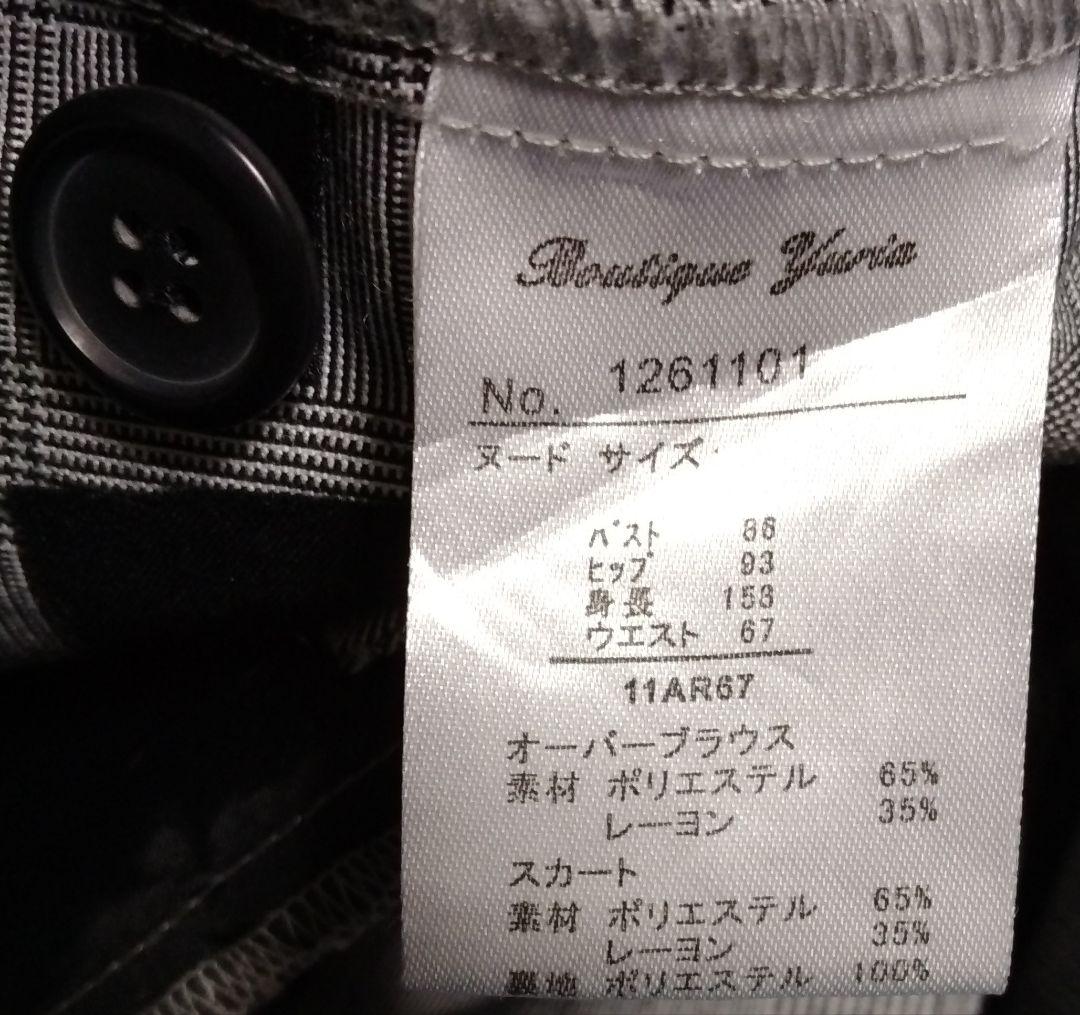 Boutique Yuria
No. 1261101
ヌード サイズ
バスト 86
ヒップ 93
身長 158
ウエスト 67
11AR67
オーバーブラウス
素材 ポリエステル 65%
レーヨン 35%
スカート
素材 ポリエステル 65%
レーヨン 35%
裏地 ポリエステル 100%